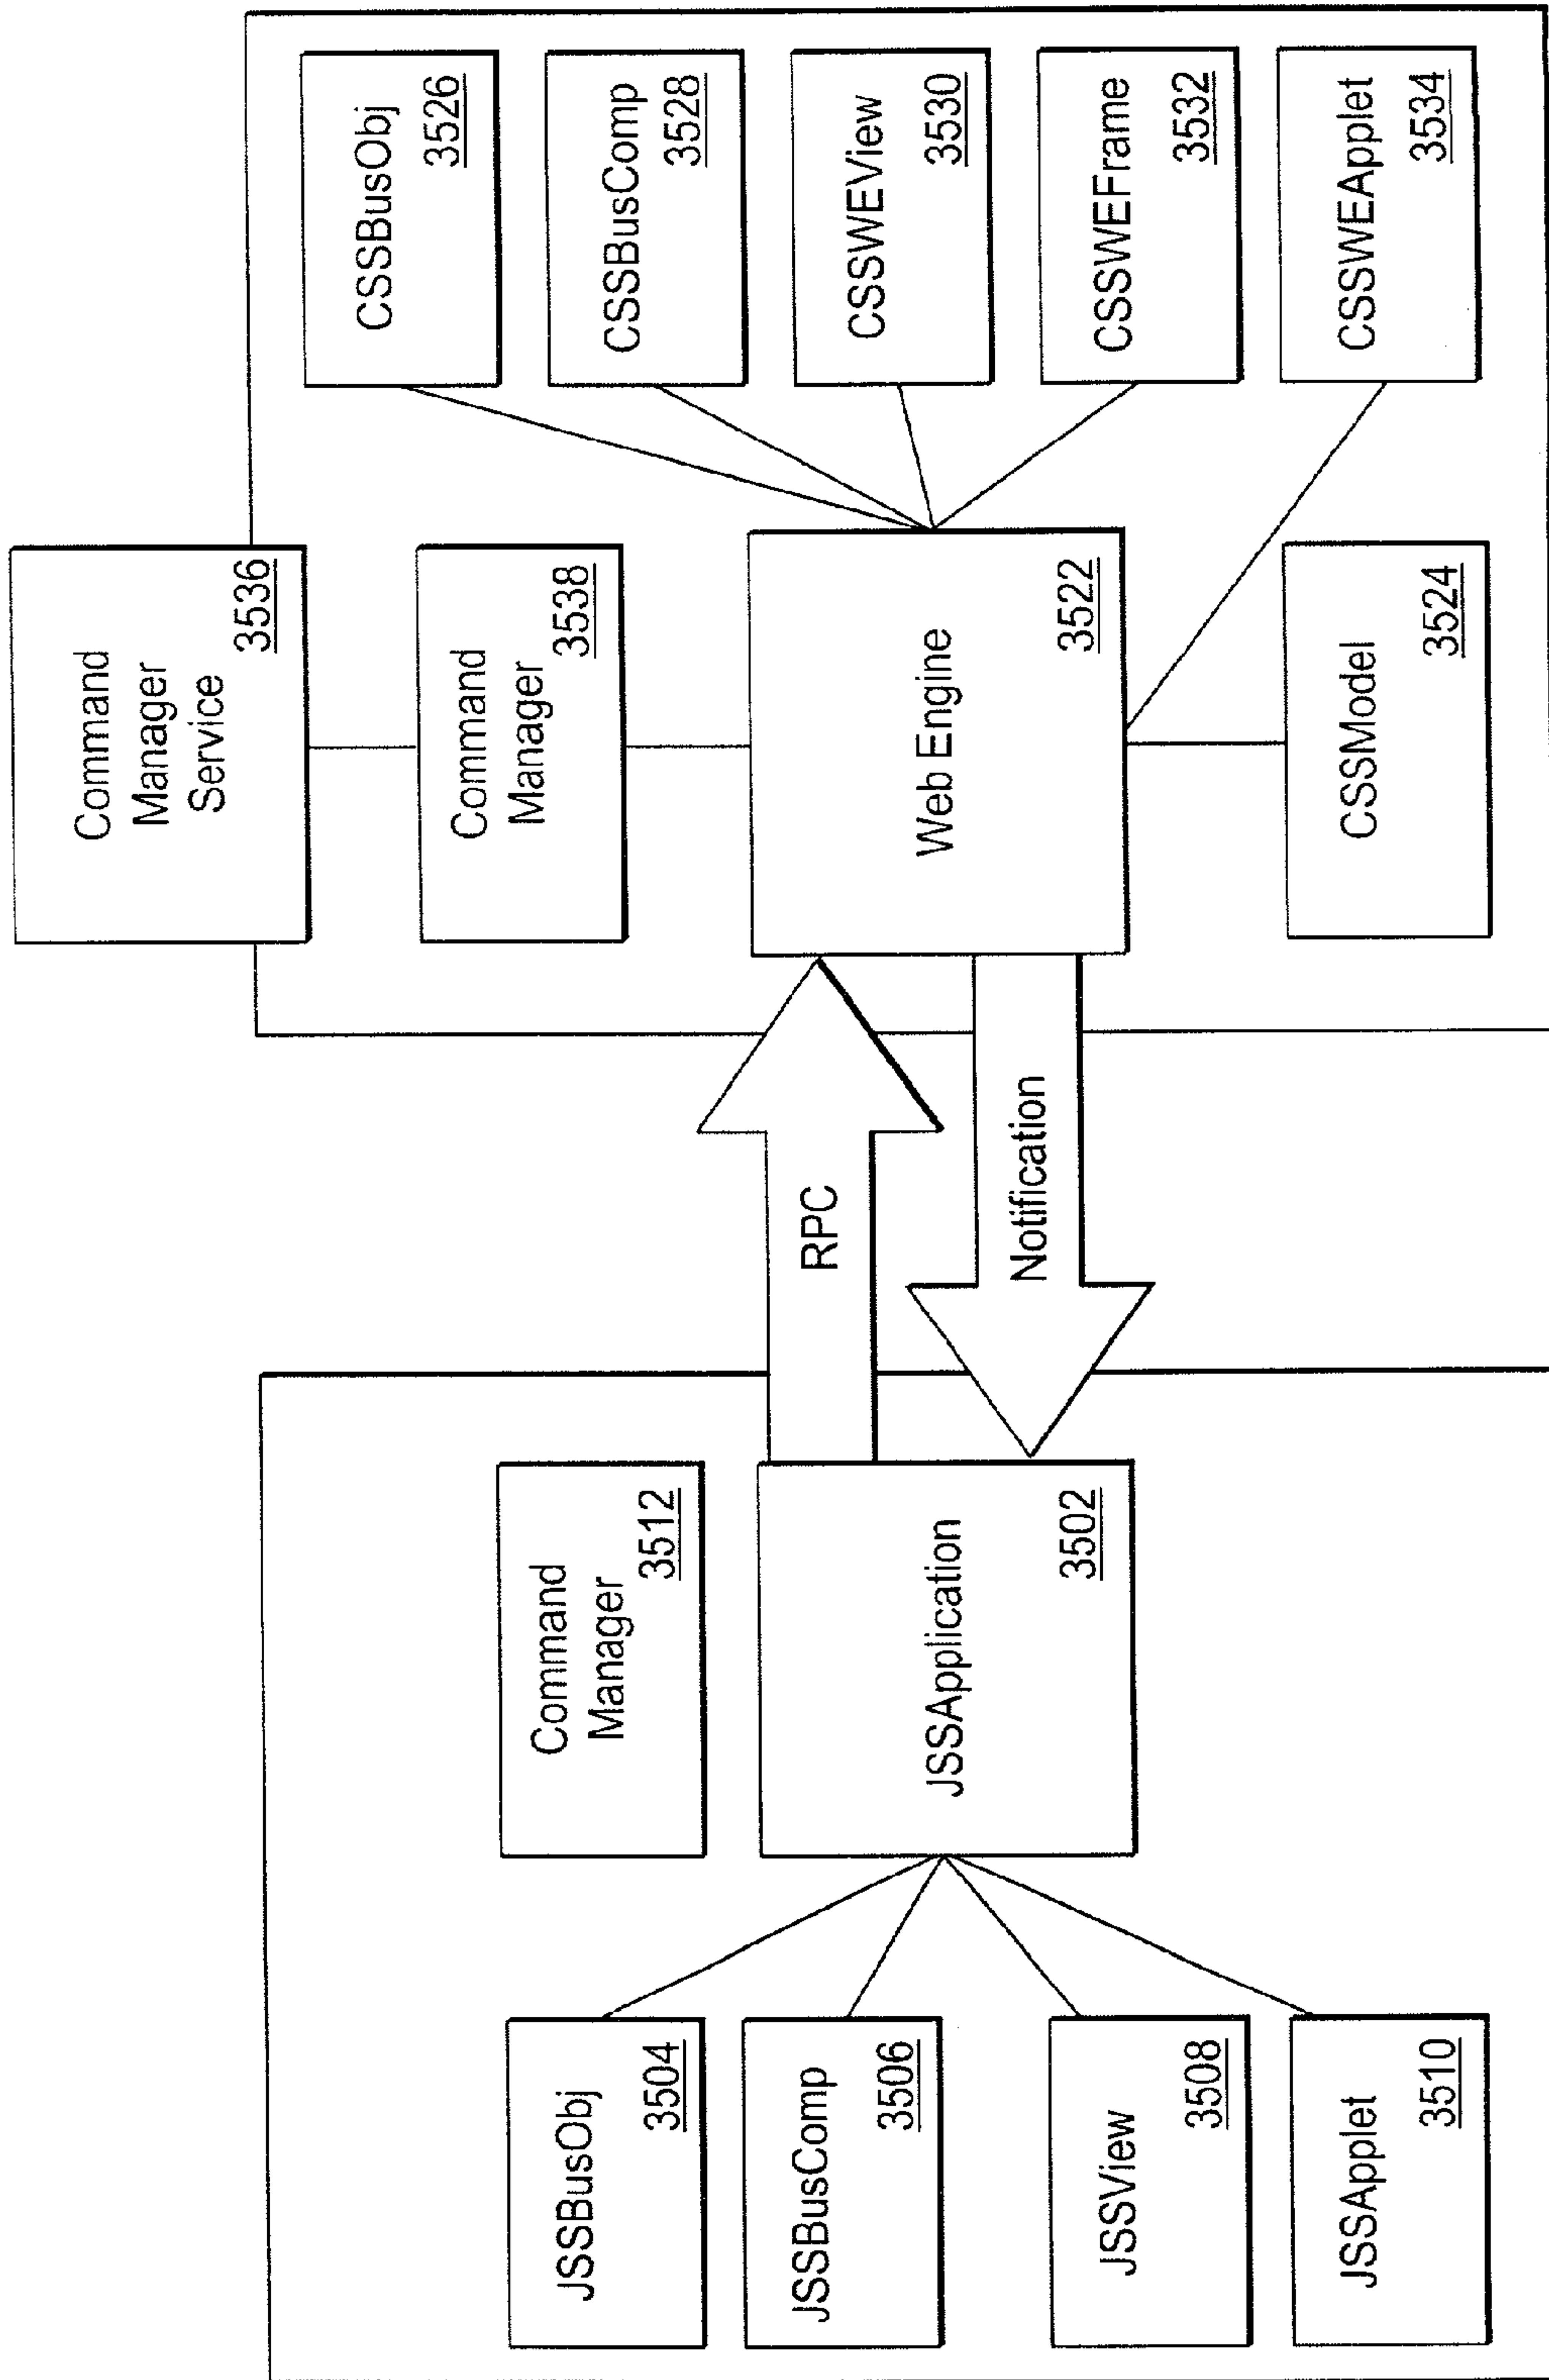 JSSBusObj
3504
JSSBusComp
3506
JSSView
3508
JSSApplet
3510
Command
Manager
3512
JSSApplication
3502
RPC
Notification
Command
Manager
Service
3536
Command
Manager
3538
Web Engine
3522
CSSModel
3524
CSSBusObj
3526
CSSBusComp
3528
CSSWEView
3530
CSSWEFrame
3532
CSSWEApplet
3534